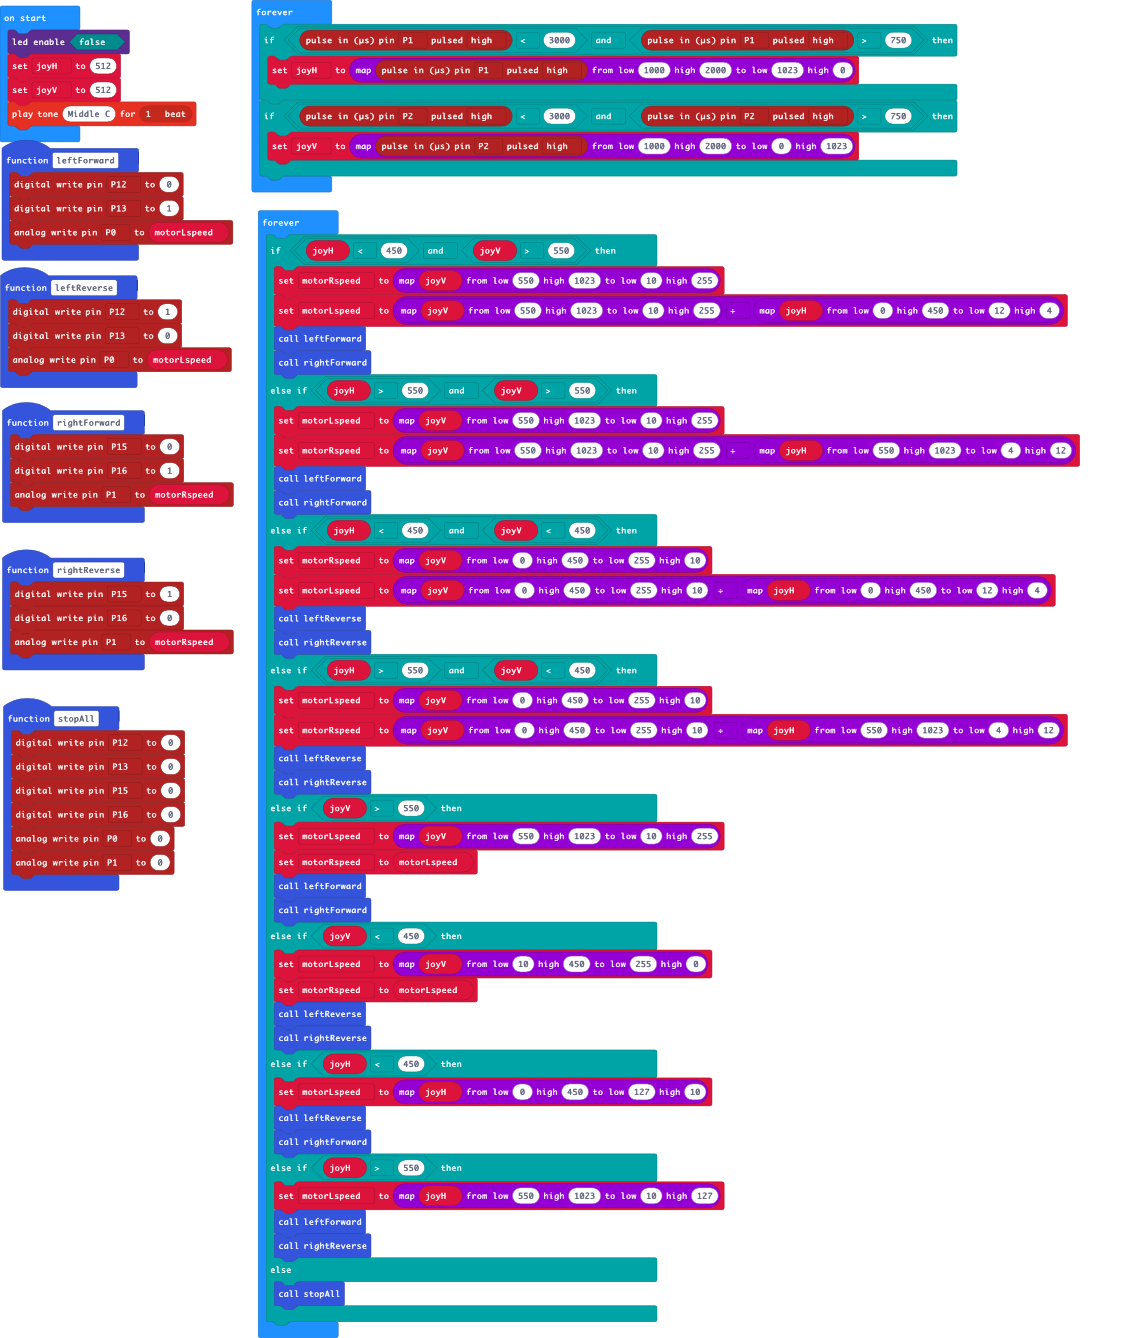 on start
led enable false
set joyH to 512
set joyV to 512
play tone Middle C for 1 beat
function leftForward
digital write pin P12 to 0
digital write pin P13 to 1
analog write pin P0 to motorLspeed
function leftReverse
digital write pin P12 to 1
digital write pin P13 to 0
analog write pin P0 to motorLspeed
function rightForward
digital write pin P15 to 0
digital write pin P16 to 1
analog write pin P1 to motorRspeed
function rightReverse
digital write pin P15 to 1
digital write pin P16 to 0
analog write pin P1 to motorRspeed
function stopAll
digital write pin P12 to 0
digital write pin P13 to 0
digital write pin P15 to 0
digital write pin P16 to 0
analog write pin P0 to 0
analog write pin P1 to 0
forever
if pulse in (µs) pin P1 pulsed high < 3000 and pulse in (µs) pin P1 pulsed high > 750 then
set joyH to map pulse in (µs) pin P1 pulsed high from low 1000 high 2000 to low 1023 high 0
if pulse in (µs) pin P2 pulsed high < 3000 and pulse in (µs) pin P2 pulsed high > 750 then
set joyV to map pulse in (µs) pin P2 pulsed high from low 1000 high 2000 to low 0 high 1023
forever
if joyH < 450 and joyV > 550 then
set motorRspeed to map joyV from low 550 high 1023 to low 10 high 255
set motorLspeed to map joyV from low 550 high 1023 to low 10 high 255 ÷ map joyH from low 0 high 450 to low 12 high 4
call leftForward
call rightForward
else if joyH > 550 and joyV > 550 then
set motorLspeed to map joyV from low 550 high 1023 to low 10 high 255
set motorRspeed to map joyV from low 550 high 1023 to low 10 high 255 ÷ map joyH from low 550 high 1023 to low 4 high 12
call leftForward
call rightForward
else if joyH < 450 and joyV < 450 then
set motorRspeed to map joyV from low 0 high 450 to low 255 high 10
set motorLspeed to map joyV from low 0 high 450 to low 255 high 10 ÷ map joyH from low 0 high 450 to low 12 high 4
call leftReverse
call rightReverse
else if joyH > 550 and joyV < 450 then
set motorLspeed to map joyV from low 0 high 450 to low 255 high 10
set motorRspeed to map joyV from low 0 high 450 to low 255 high 10 ÷ map joyH from low 550 high 1023 to low 4 high 12
call leftReverse
call rightReverse
else if joyV > 550 then
set motorLspeed to map joyV from low 550 high 1023 to low 10 high 255
set motorRspeed to motorLspeed
call leftForward
call rightForward
else if joyV < 450 then
set motorLspeed to map joyV from low 10 high 450 to low 255 high 0
set motorRspeed to motorLspeed
call leftReverse
call rightReverse
else if joyH < 450 then
set motorLspeed to map joyH from low 0 high 450 to low 127 high 10
call leftReverse
call rightForward
else if joyH > 550 then
set motorLspeed to map joyH from low 550 high 1023 to low 10 high 127
call leftForward
call rightReverse
else
call stopAll